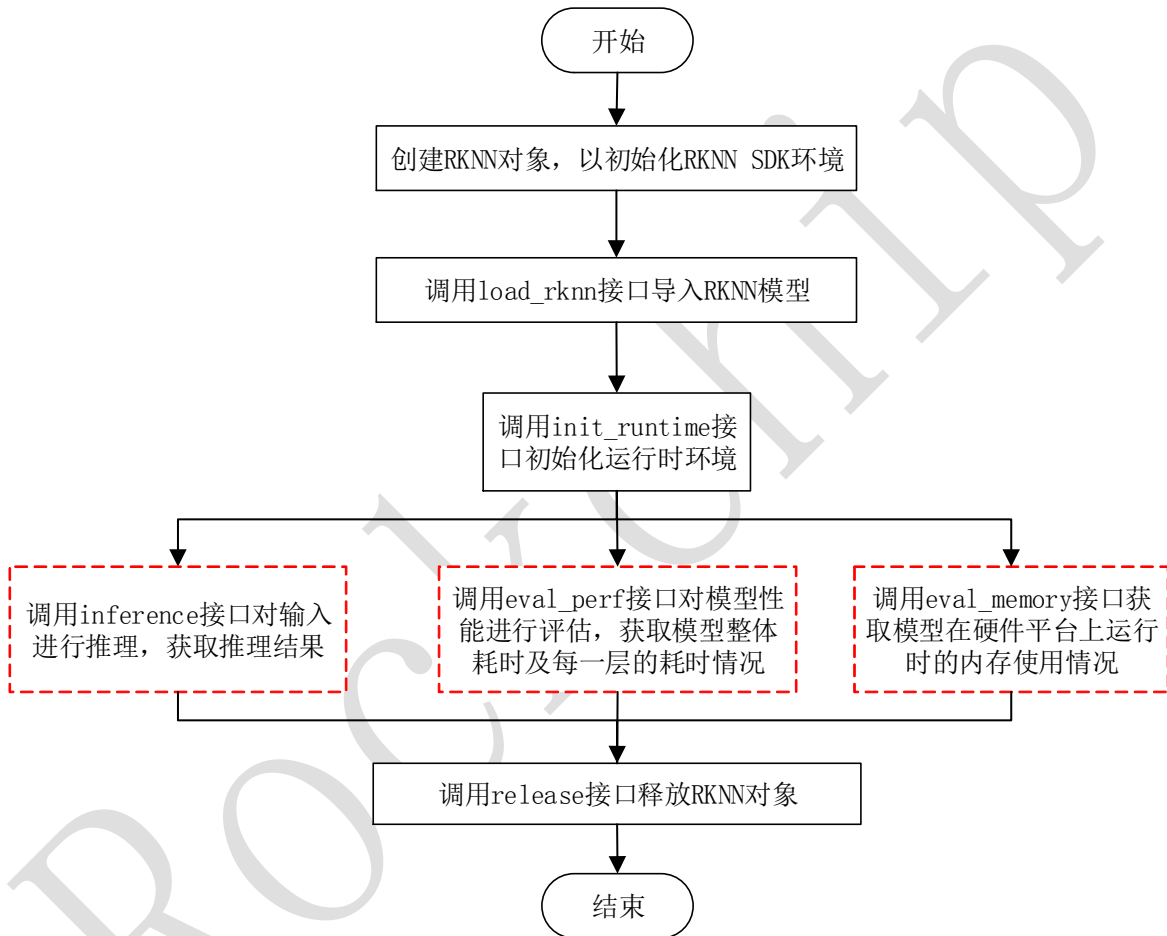 开始
创建RKNN对象，以初始化RKNN SDK环境
调用load_rknn接口导入RKNN模型
调用init_runtime接
口初始化运行时环境
调用inference接口对输入
进行推理，获取推理结果
调用eval_perf接口对模型性
能进行评估，获取模型整体
耗时及每一层的耗时情况
调用eval_memory接口获
取模型在硬件平台上运行
时的内存使用情况
调用release接口释放RKNN对象
结束
Rockchip